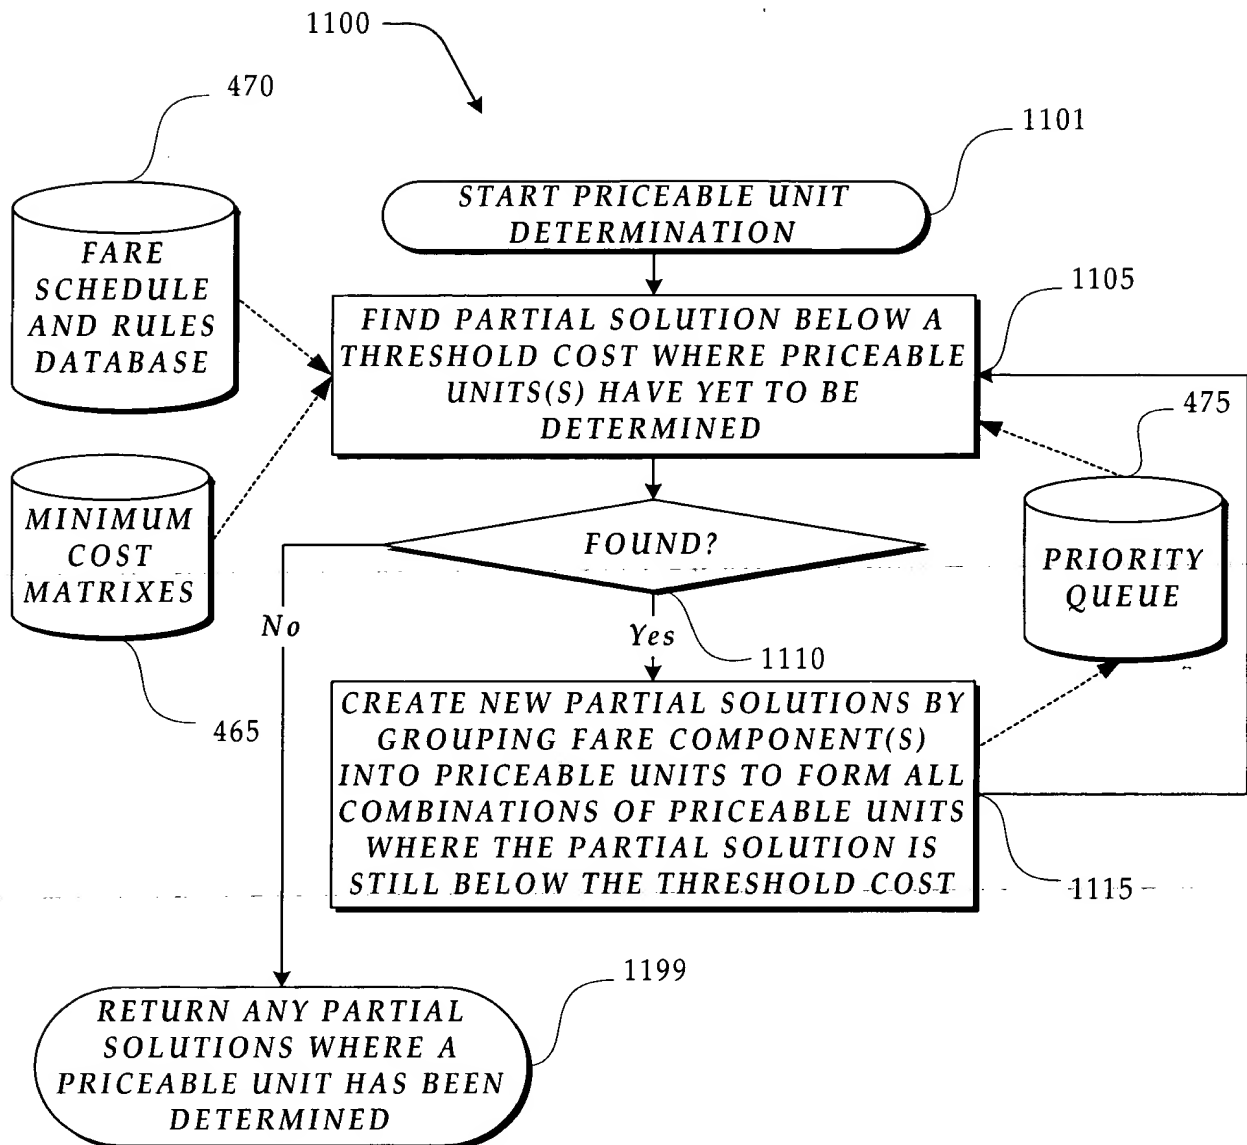 1100
470
1101
START PRICEABLE UNIT
DETERMINATION
FARE
SCHEDULE
AND RULES
DATABASE
1105
FIND PARTIAL SOLUTION BELOW A
THRESHOLD COST WHERE PRICEABLE
UNITS(S) HAVE YET TO BE
DETERMINED
475
MINIMUM
COST
MATRIXES
FOUND?
PRIORITY
QUEUE
No
Yes
1110
465
CREATE NEW PARTIAL SOLUTIONS BY
GROUPING FARE COMPONENT(S)
INTO PRICEABLE UNITS TO FORM ALL
COMBINATIONS OF PRICEABLE UNITS
WHERE THE PARTIAL SOLUTION IS
STILL BELOW THE THRESHOLD COST
1115
1199
RETURN ANY PARTIAL
SOLUTIONS WHERE A
PRICEABLE UNIT HAS BEEN
DETERMINED